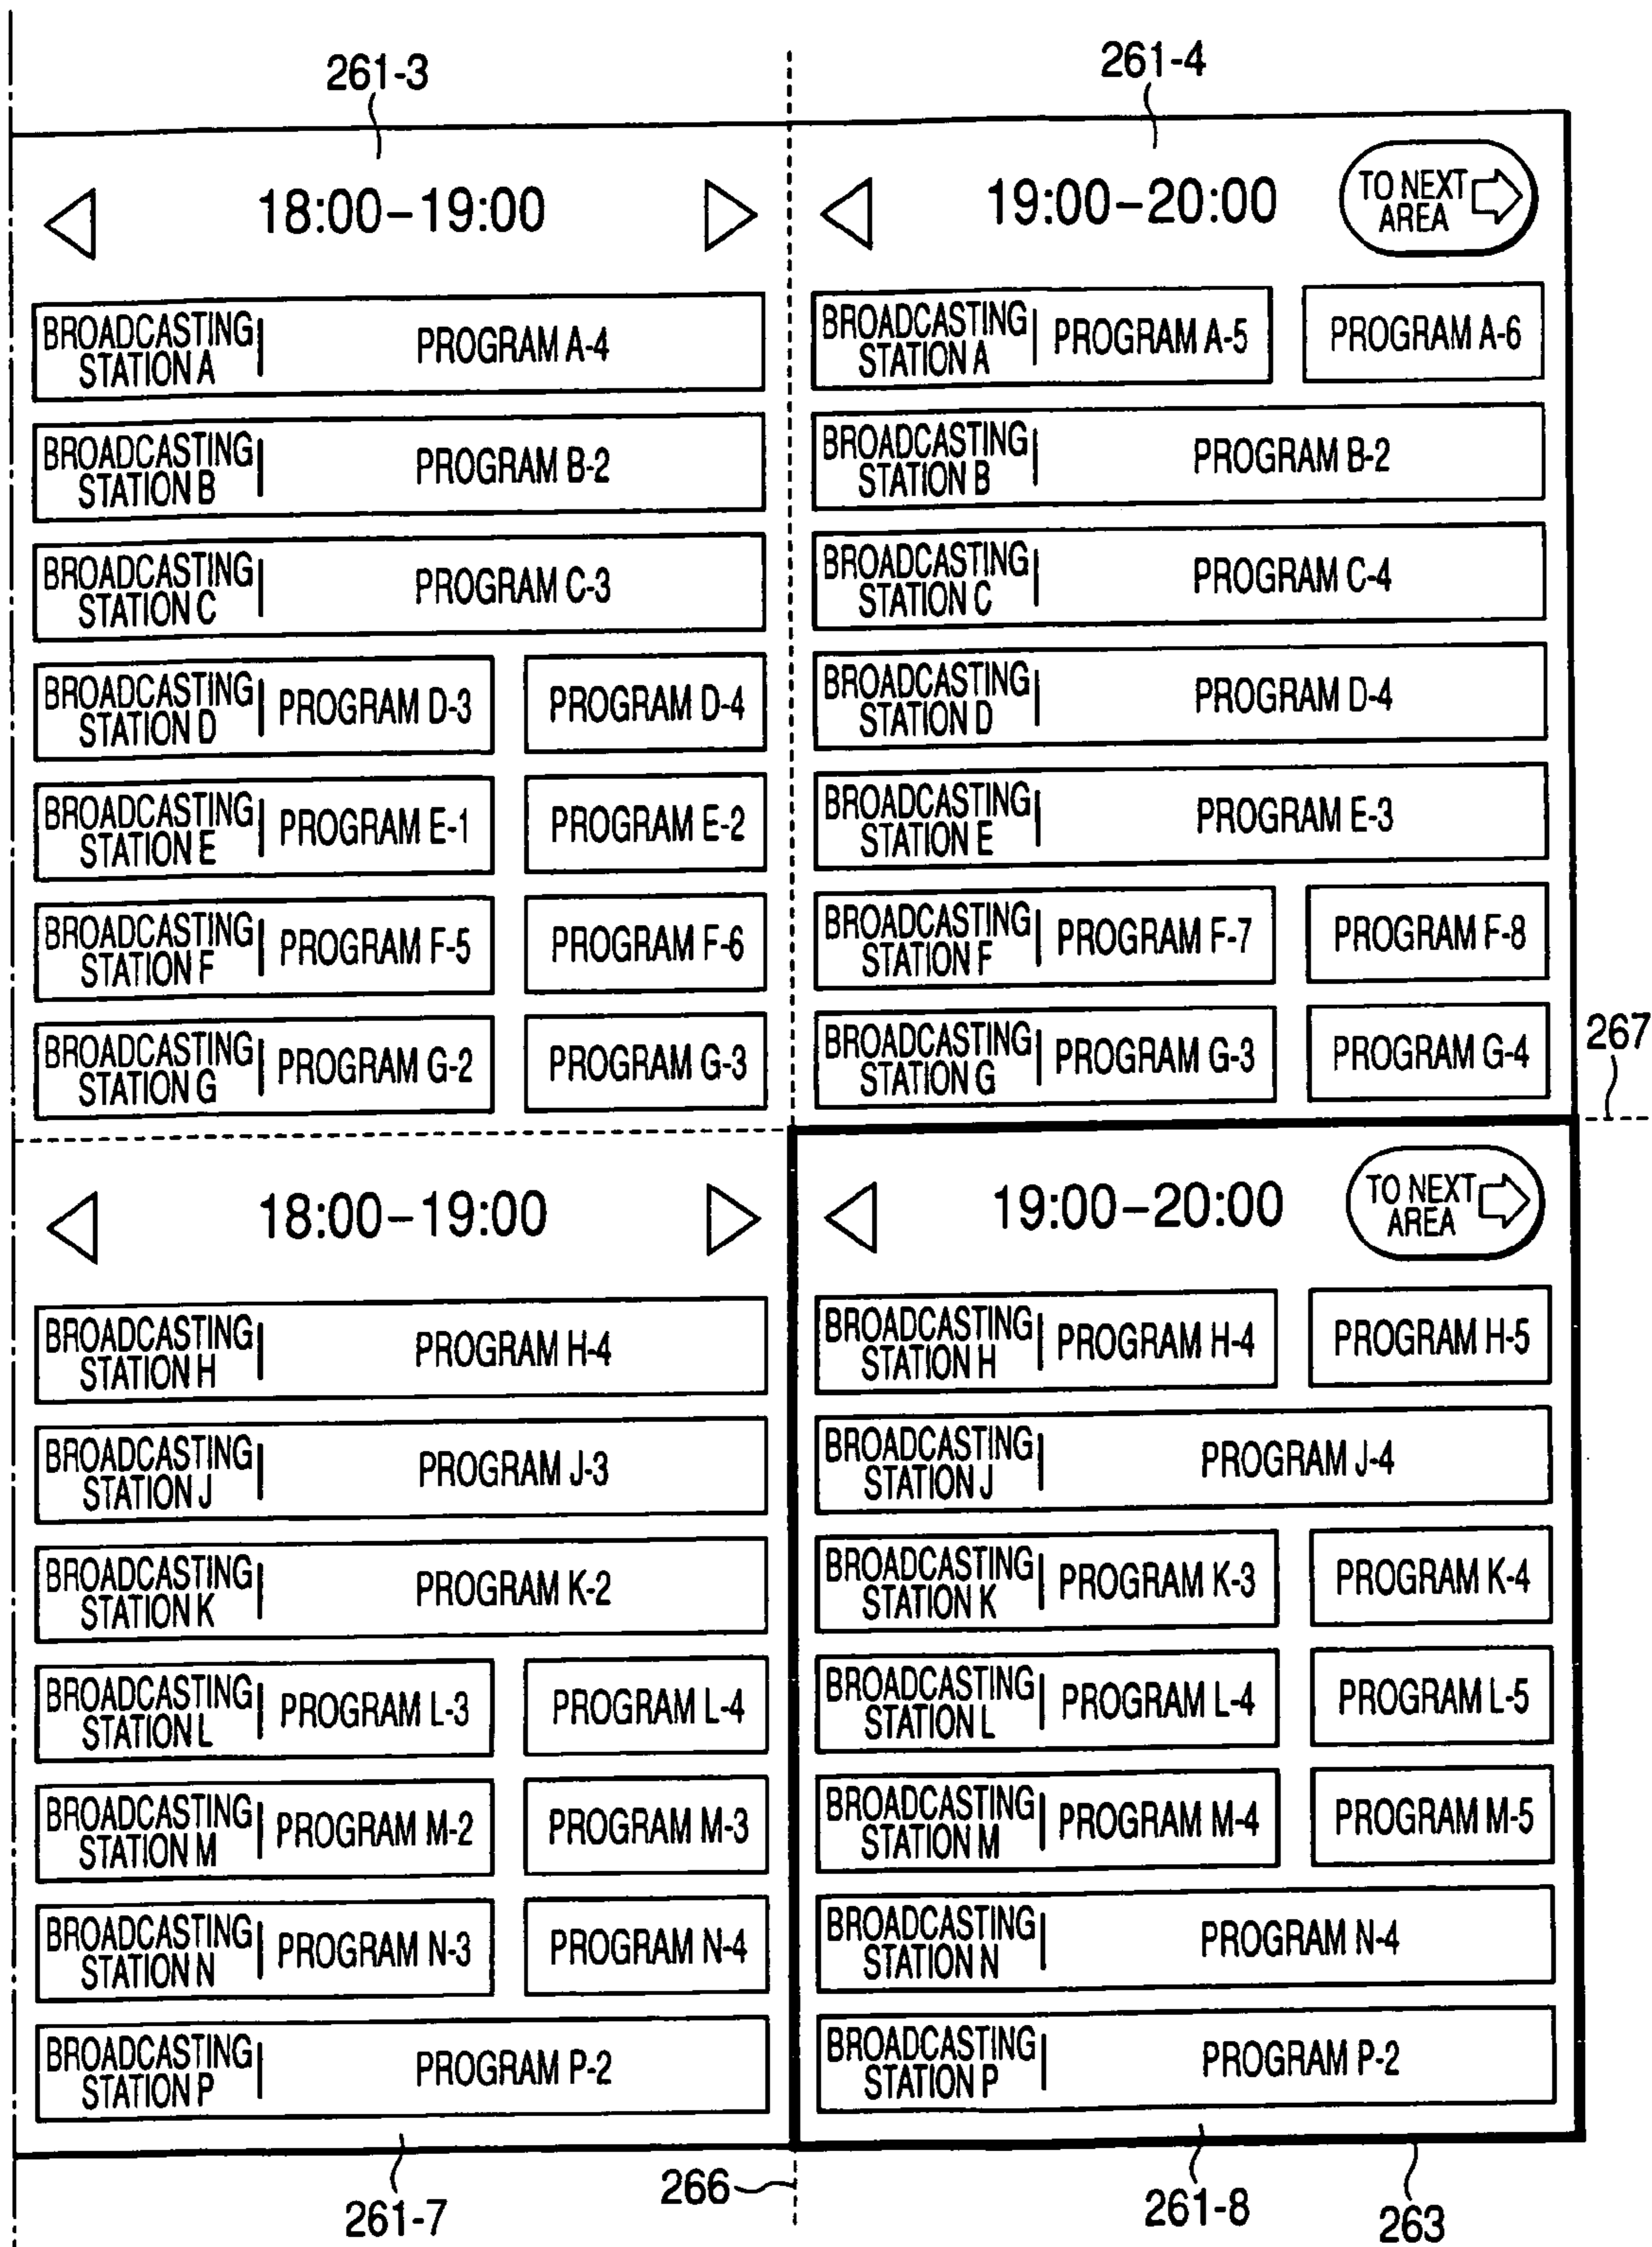 261-3
261-4
18:00-19:00
BROADCASTING
STATION A
PROGRAM A-4
BROADCASTING
STATION B
PROGRAM B-2
BROADCASTING
STATION C
PROGRAM C-3
BROADCASTING
STATION D
PROGRAM D-3
PROGRAM D-4
BROADCASTING
STATION E
PROGRAM E-1
PROGRAM E-2
BROADCASTING
STATION F
PROGRAM F-5
PROGRAM F-6
BROADCASTING
STATION G
PROGRAM G-2
PROGRAM G-3
19:00-20:00
TO NEXT
AREA
BROADCASTING
STATION A
PROGRAM A-5
PROGRAM A-6
BROADCASTING
STATION B
PROGRAM B-2
BROADCASTING
STATION C
PROGRAM C-4
BROADCASTING
STATION D
PROGRAM D-4
BROADCASTING
STATION E
PROGRAM E-3
BROADCASTING
STATION F
PROGRAM F-7
PROGRAM F-8
BROADCASTING
STATION G
PROGRAM G-3
PROGRAM G-4
267
18:00-19:00
BROADCASTING
STATION H
PROGRAM H-4
BROADCASTING
STATION J
PROGRAM J-3
BROADCASTING
STATION K
PROGRAM K-2
BROADCASTING
STATION L
PROGRAM L-3
PROGRAM L-4
BROADCASTING
STATION M
PROGRAM M-2
PROGRAM M-3
BROADCASTING
STATION N
PROGRAM N-3
PROGRAM N-4
BROADCASTING
STATION P
PROGRAM P-2
19:00-20:00
TO NEXT
AREA
BROADCASTING
STATION H
PROGRAM H-4
PROGRAM H-5
BROADCASTING
STATION J
PROGRAM J-4
BROADCASTING
STATION K
PROGRAM K-3
PROGRAM K-4
BROADCASTING
STATION L
PROGRAM L-4
PROGRAM L-5
BROADCASTING
STATION M
PROGRAM M-4
PROGRAM M-5
BROADCASTING
STATION N
PROGRAM N-4
BROADCASTING
STATION P
PROGRAM P-2
261-7
266
261-8
263